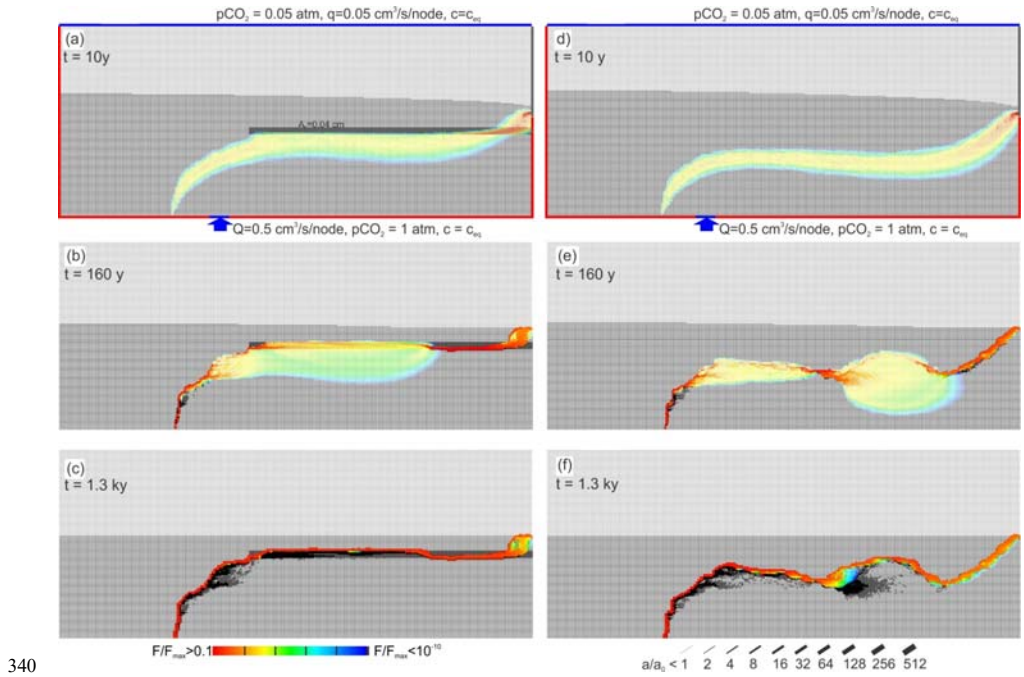 pCO₂ = 0.05 atm, q=0.05 cm³/s/node, c=c_eq
(a)
t = 10y
A₀=0.04 cm
Q=0.5 cm³/s/node, pCO₂ = 1 atm, c = c_eq
(b)
t = 160 y
(c)
t = 1.3 ky
F/F_max>0.1 F/F_max<10⁻¹⁰
pCO₂ = 0.05 atm, q=0.05 cm³/s/node, c=c_eq
d)
t = 10 y
Q=0.5 cm³/s/node, pCO₂ = 1 atm, c = c_eq
(e)
t = 160 y
(f)
t = 1.3 ky
a/a₀ < 1 2 4 8 16 32 64 128 256 512
340